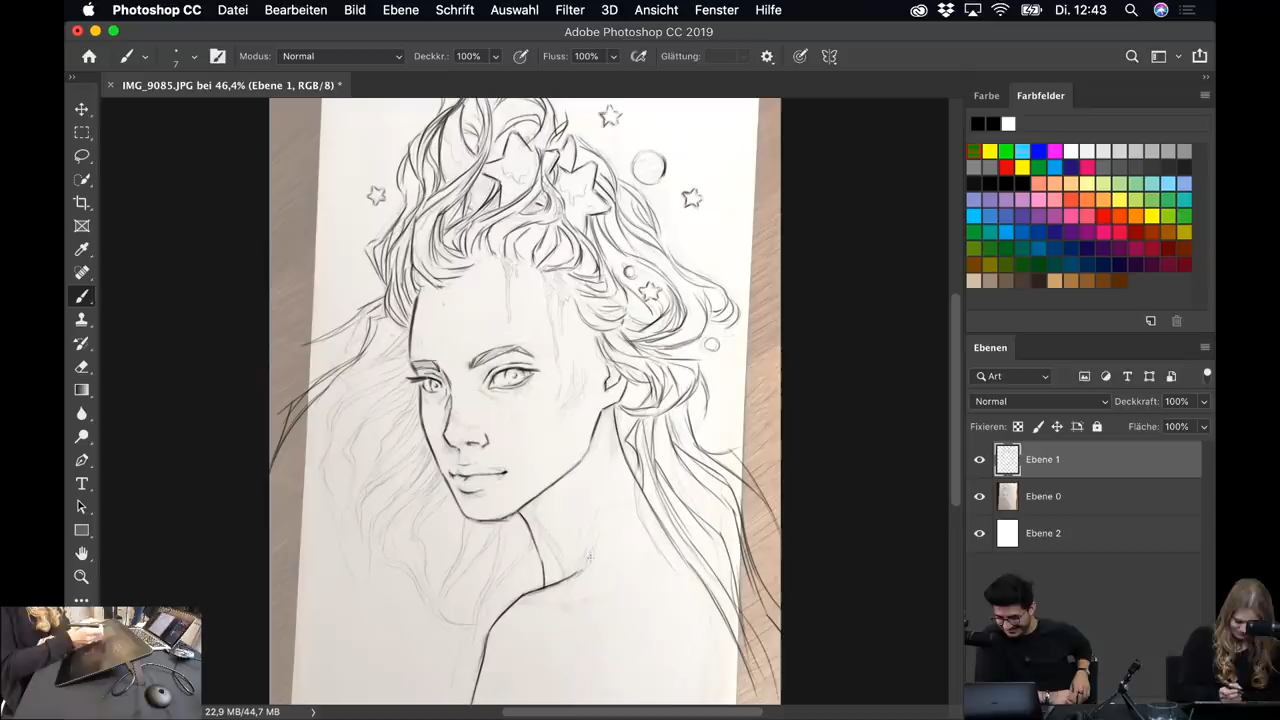 Photoshop CC Datei Bearbeiten Bild Ebene Schrift Auswahl Filter 3D Ansicht Fenster Hilfe Di. 12:43
Adobe Photoshop CC 2019
7 Modus: Normal Deckkr.: 100% Fluss: 100% Glättung:
IMG_9085.JPG bei 46,4% (Ebene 1, RGB/8) *
Farbe Farbfelder
Ebenen
Art
Normal Deckkraft: 100%
Fixieren: Fläche: 100%
Ebene 1
Ebene 0
Ebene 2
22,9 MB/44,7 MB